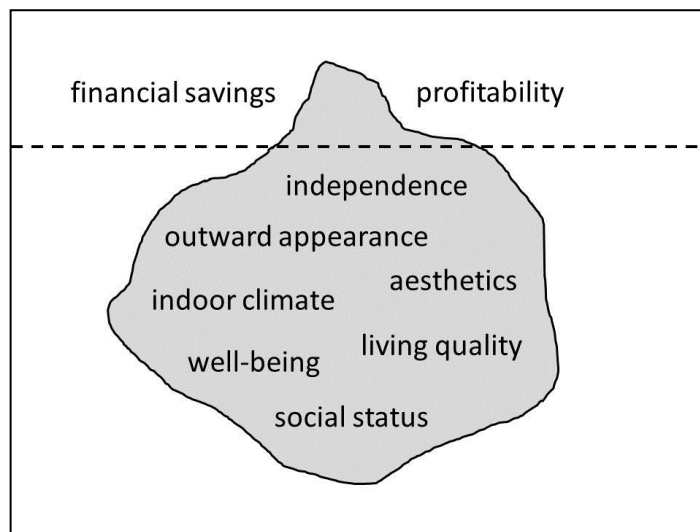 financial savings
profitability
independence
outward appearance
aesthetics
indoor climate
living quality
well-being
social status